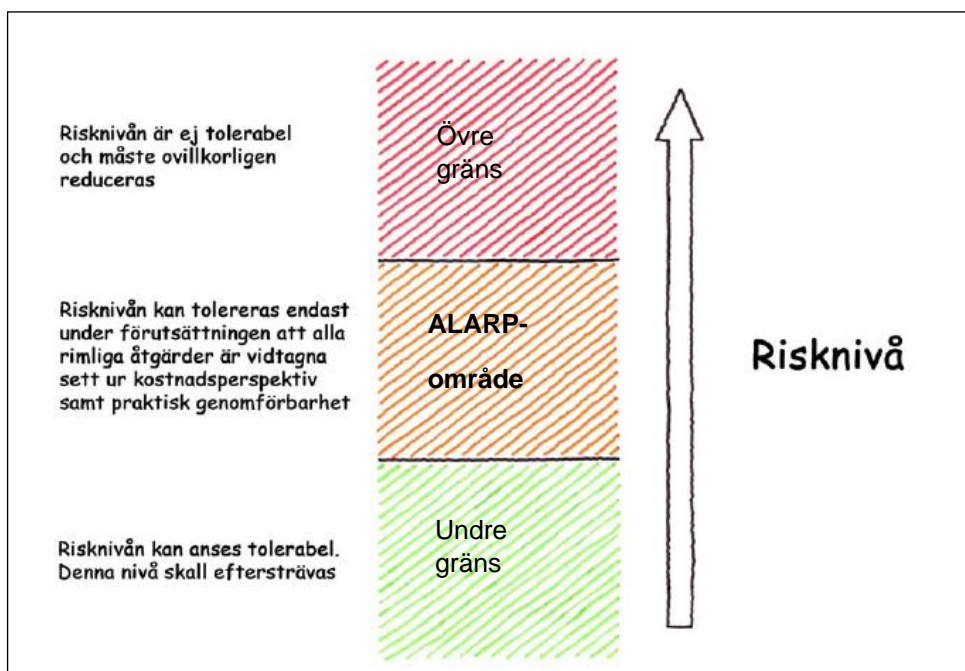 Risknivån är ej tolerabel
och måste ovillkorligen
reduceras
Övre
gräns
Risknivån kan tolereras endast
under förutsättningen att alla
rimliga åtgärder är vidtagna
sett ur kostnadsperspektiv
samt praktisk genomförbarhet
ALARP-
område
Risknivå
Risknivån kan anses tolerabel.
Denna nivå skall eftersträvas
Undre
gräns